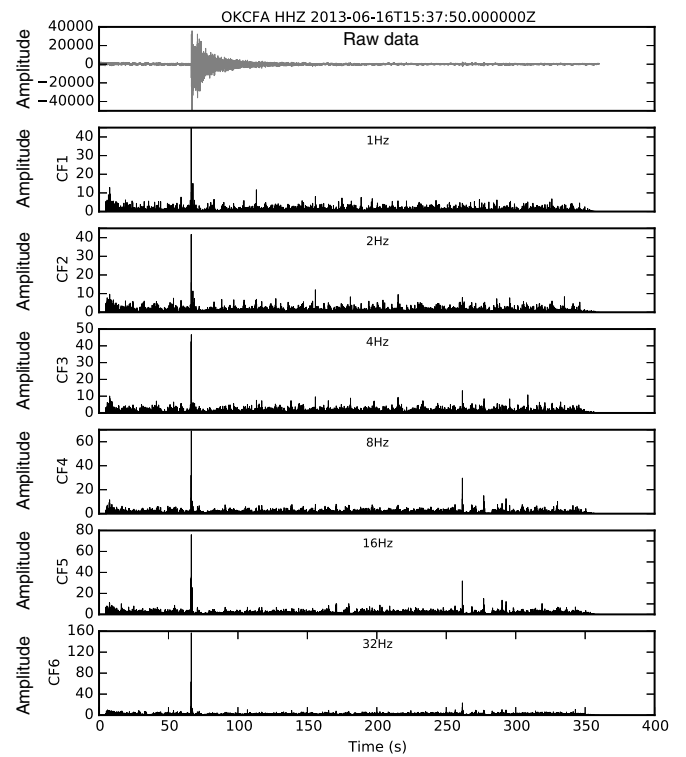 OKCFA HHZ 2013-06-16T15:37:50.000000Z
Raw data
Amplitude
40000
20000
0
−20000
−40000
1Hz
Amplitude
CF1
40
30
20
10
0
2Hz
Amplitude
CF2
40
30
20
10
0
4Hz
Amplitude
CF3
50
40
30
20
10
0
8Hz
Amplitude
CF4
60
40
20
0
16Hz
Amplitude
CF5
80
60
40
20
0
32Hz
Amplitude
CF6
160
120
80
40
0
0 50 100 150 200 250 300 350 400
Time (s)